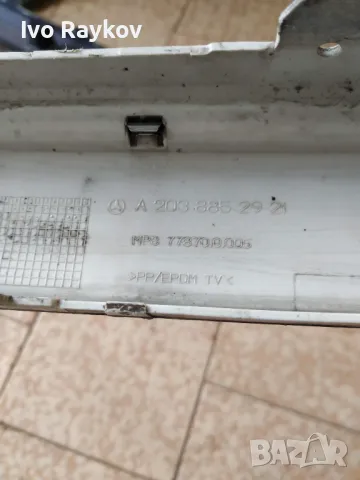 Ivo Raykov
A 203 885 29 21
MPG 77870A005
>PP/EPDM TV<
BAZAR